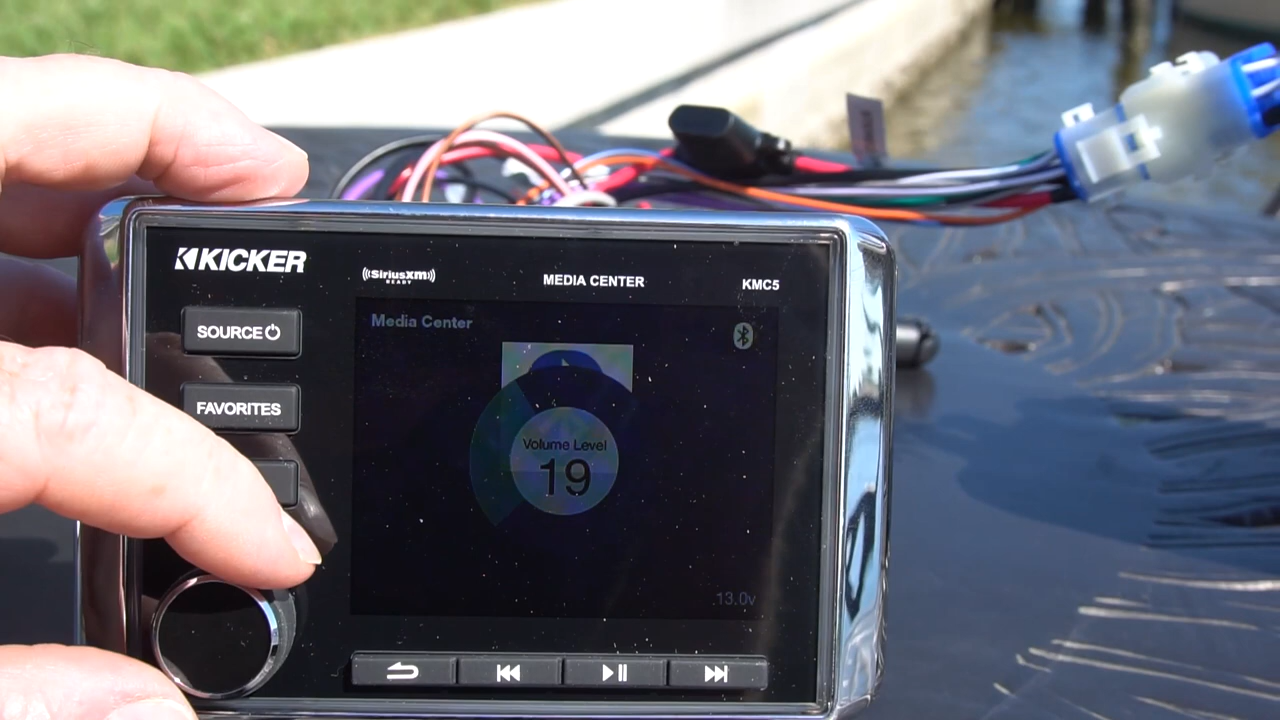 KICKER
SiriusXM
READY
MEDIA CENTER
KMC5
SOURCE
Media Center
FAVORITES
Volume Level
19
13.0v